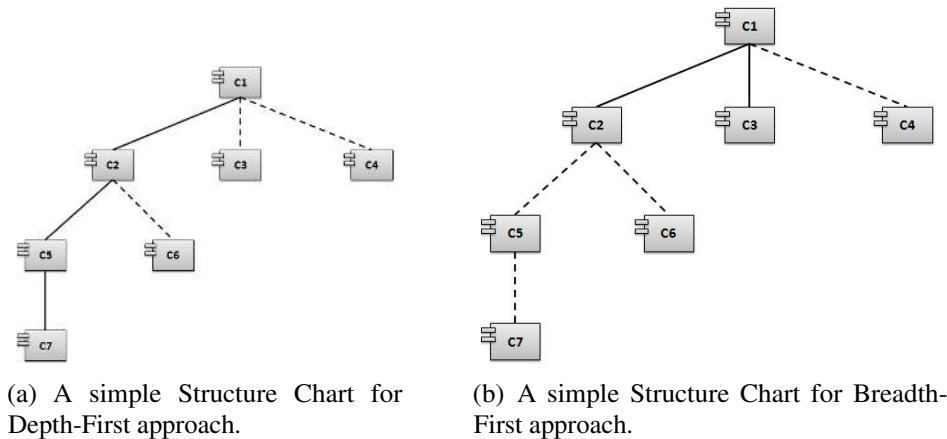 C1
C2
C3
C4
C5
C6
C7
(a) A simple Structure Chart for
Depth-First approach.
C1
C2
C3
C4
C5
C6
C7
(b) A simple Structure Chart for Breadth-
First approach.